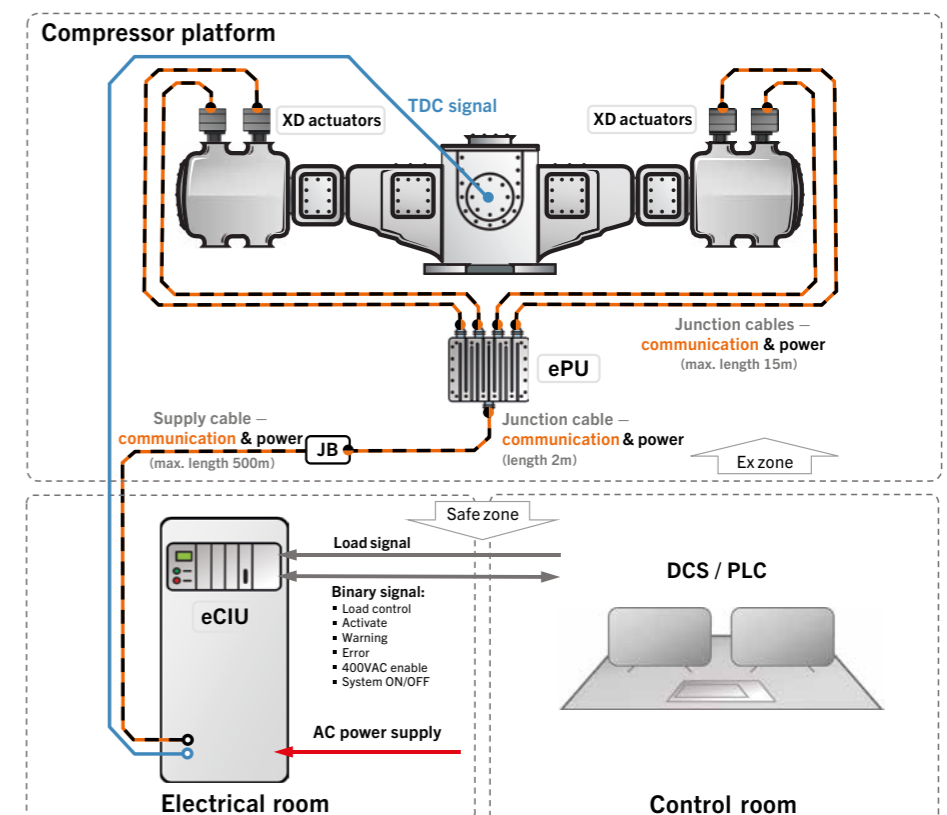 Compressor platform
TDC signal
XD actuators
XD actuators
Junction cables –
communication & power
(max. length 15m)
ePU
Supply cable –
communication & power
(max. length 500m)
JB
Junction cable –
communication & power
(length 2m)
Ex zone
Safe zone
Load signal
Binary signal:
▪ Load control
▪ Activate
▪ Warning
▪ Error
▪ 400VAC enable
▪ System ON/OFF
eCIU
DCS / PLC
AC power supply
Electrical room
Control room